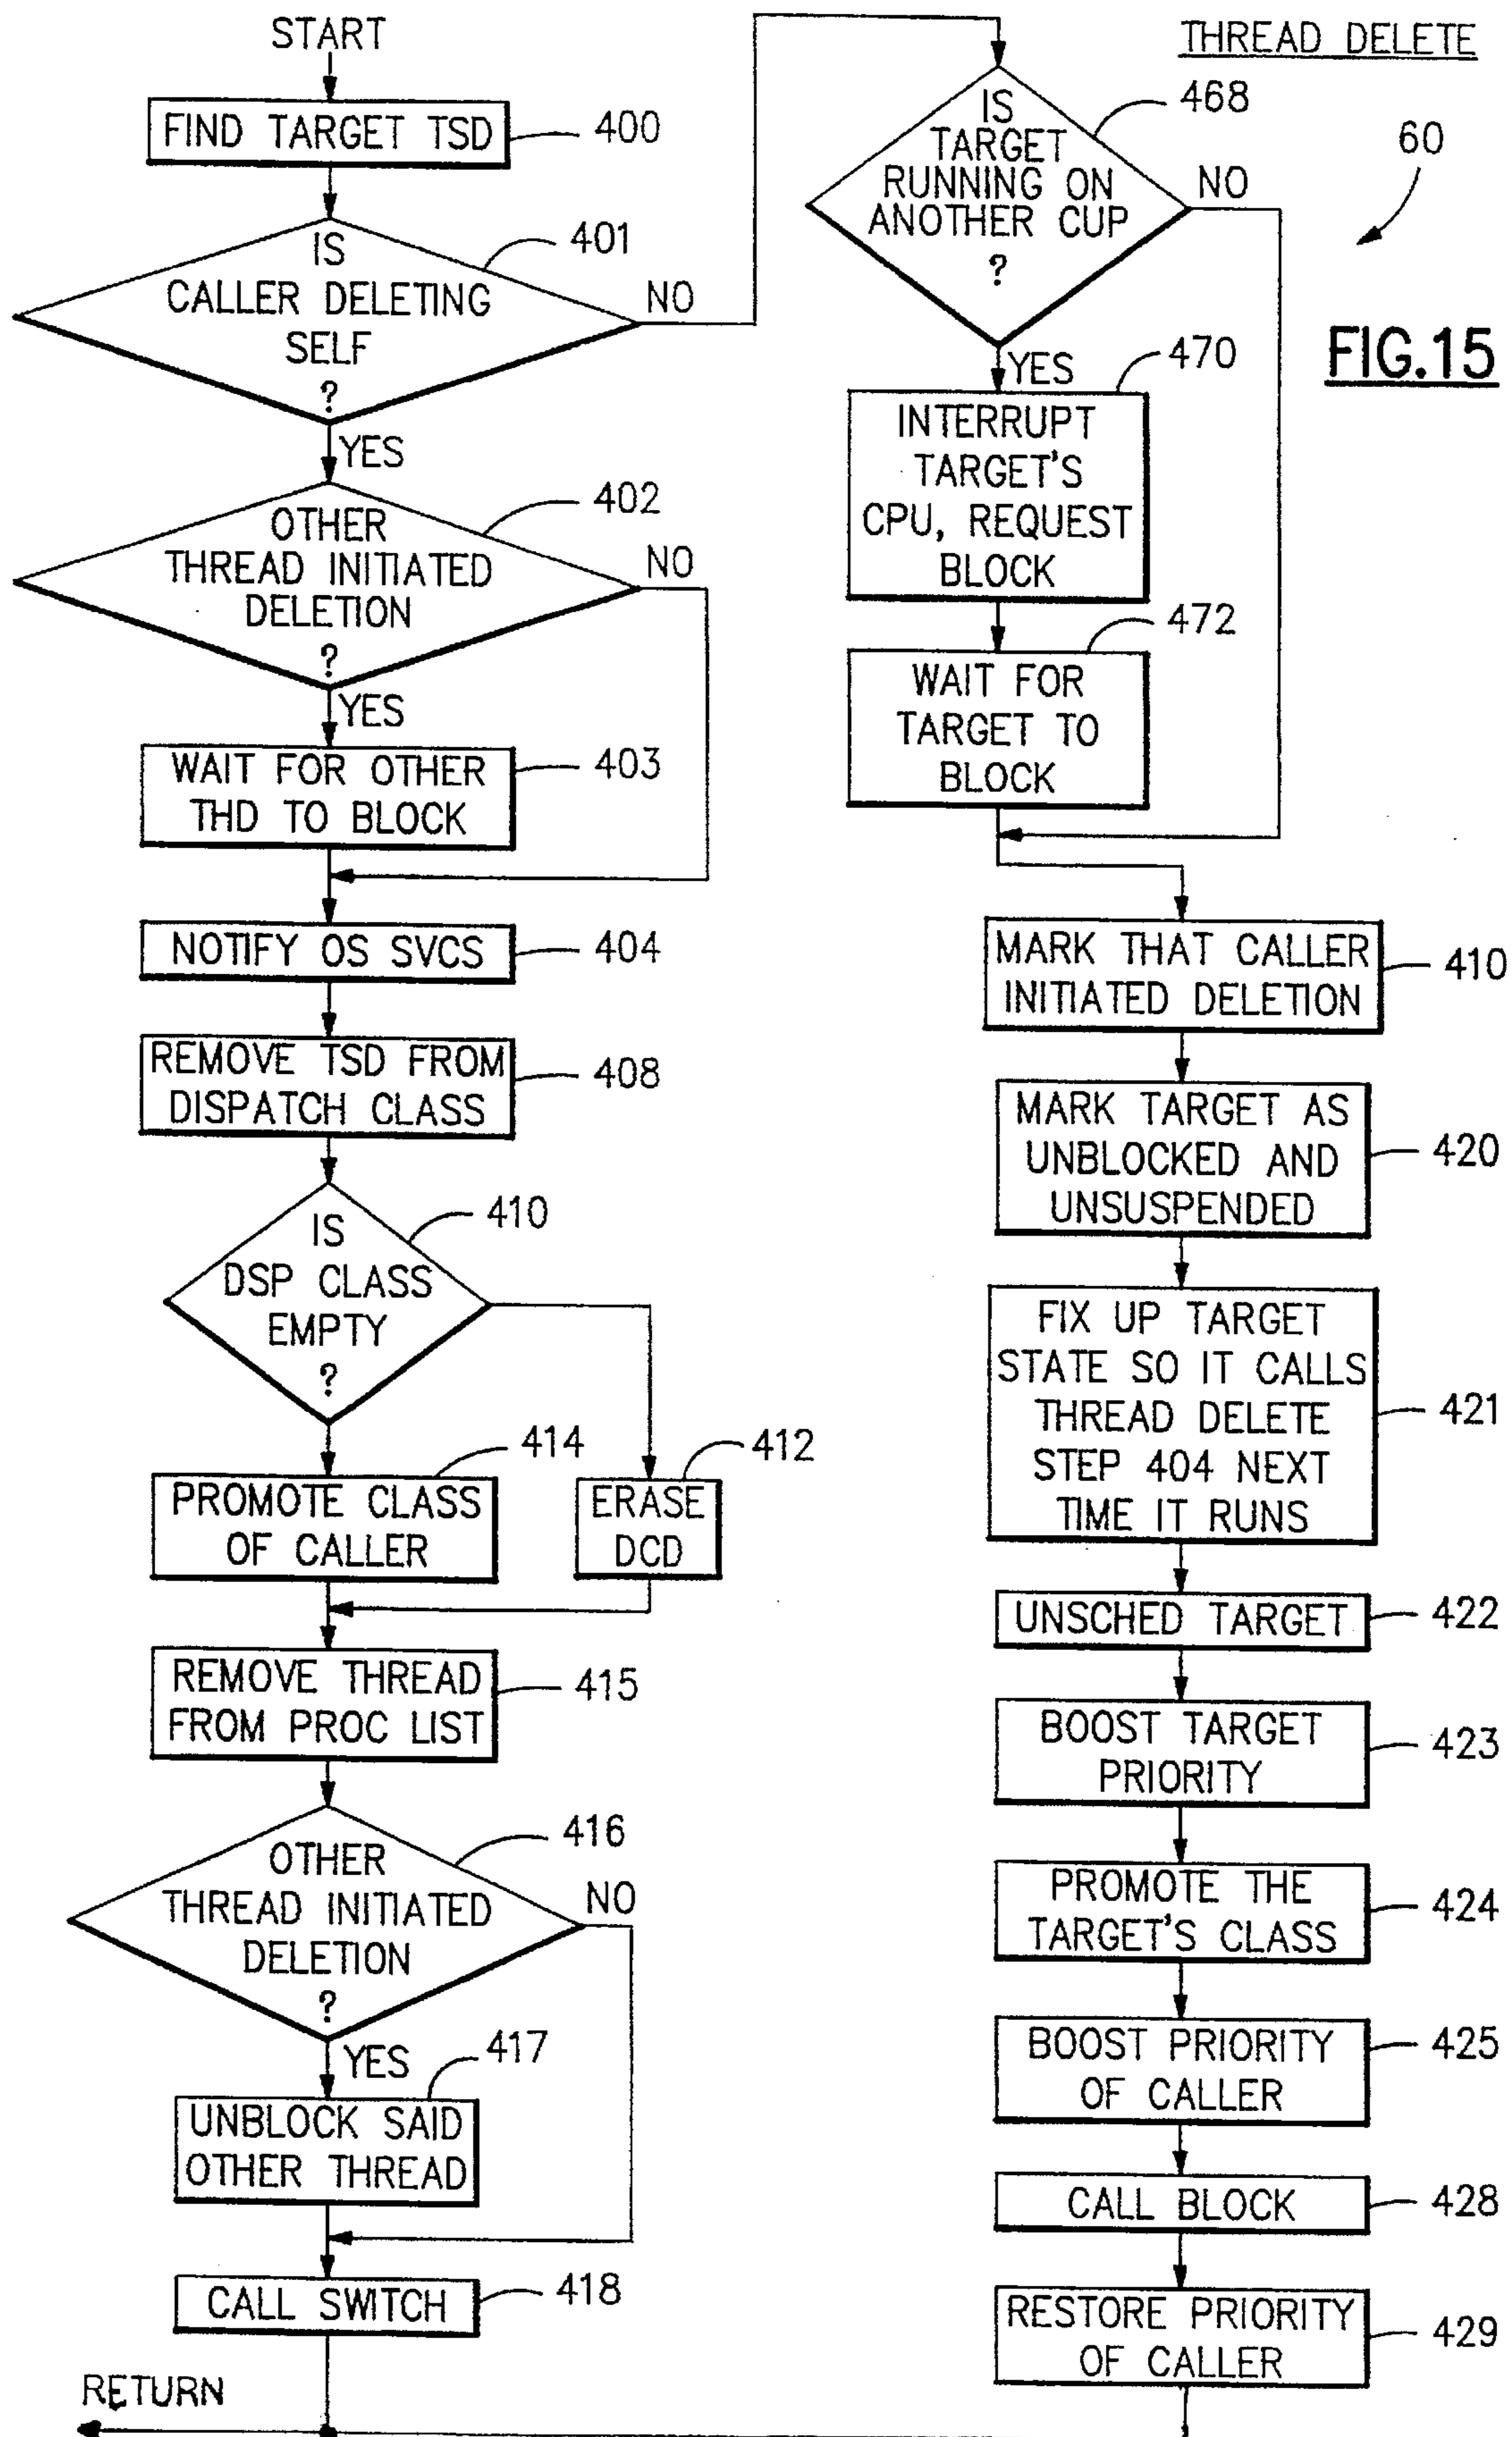 START
FIND TARGET TSD
400
IS
CALLER DELETING
SELF
?
401
NO
YES
OTHER
THREAD INITIATED
DELETION
?
402
NO
YES
WAIT FOR OTHER
THD TO BLOCK
403
NOTIFY OS SVCS
404
REMOVE TSD FROM
DISPATCH CLASS
408
IS
DSP CLASS
EMPTY
?
410
414
PROMOTE CLASS
OF CALLER
412
ERASE
DCD
REMOVE THREAD
FROM PROC LIST
415
OTHER
THREAD INITIATED
DELETION
?
416
NO
YES
417
UNBLOCK SAID
OTHER THREAD
CALL SWITCH
418
RETURN
THREAD DELETE
60
FIG.15
IS
TARGET
RUNNING ON
ANOTHER CUP
?
468
NO
YES
470
INTERRUPT
TARGET'S
CPU, REQUEST
BLOCK
472
WAIT FOR
TARGET TO
BLOCK
MARK THAT CALLER
INITIATED DELETION
410
MARK TARGET AS
UNBLOCKED AND
UNSUSPENDED
420
FIX UP TARGET
STATE SO IT CALLS
THREAD DELETE
STEP 404 NEXT
TIME IT RUNS
421
UNSCHED TARGET
422
BOOST TARGET
PRIORITY
423
PROMOTE THE
TARGET'S CLASS
424
BOOST PRIORITY
OF CALLER
425
CALL BLOCK
428
RESTORE PRIORITY
OF CALLER
429